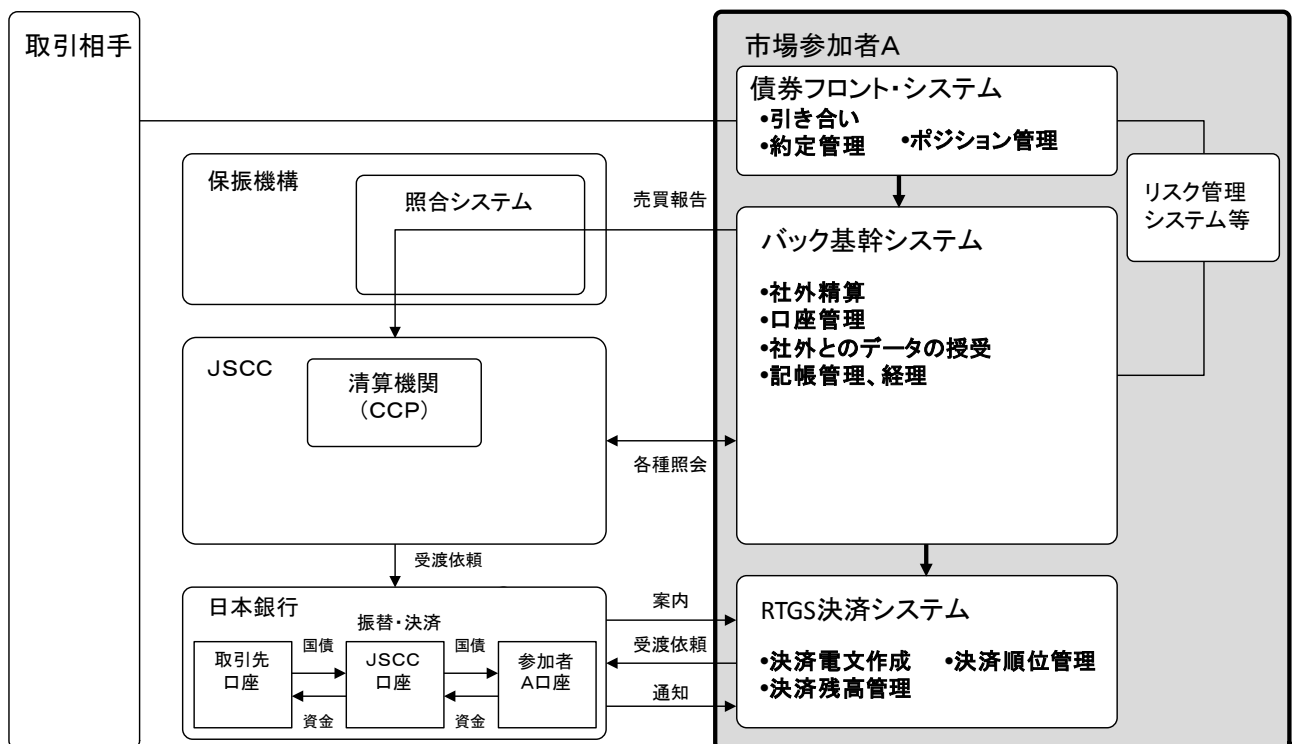 取引相手
市場参加者A
債券フロント・システム
•引き合い
•約定管理
•ポジション管理
リスク管理
システム等
保振機構
照合システム
売買報告
バック基幹システム
•社外精算
•口座管理
•社外とのデータの授受
•記帳管理、経理
JSCC
清算機関
（CCP）
各種照会
受渡依頼
日本銀行
振替・決済
取引先
口座
国債
資金
JSCC
口座
国債
資金
参加者
A口座
案内
受渡依頼
通知
RTGS決済システム
•決済電文作成
•決済順位管理
•決済残高管理